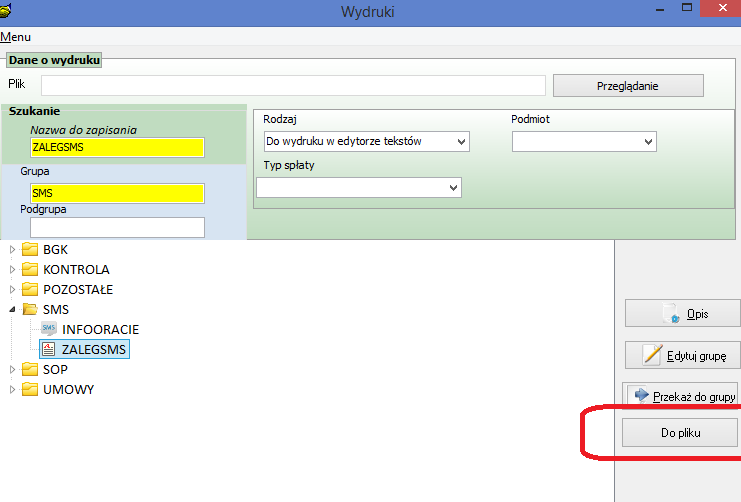 Wydruki
Menu
Dane o wydruku
Plik
Przeglądanie
Szukanie
Nazwa do zapisania
ZALEGSMS
Grupa
SMS
Podgrupa
Rodzaj
Do wydruku w edytorze tekstów
Podmiot
Typ spłaty
BGK
KONTROLA
POZOSTAŁE
SMS
SMS INFOORACIE
ZALEGSMS
SOP
UMOWY
Opis
Edytuj grupę
Przekaż do grupy
Do pliku